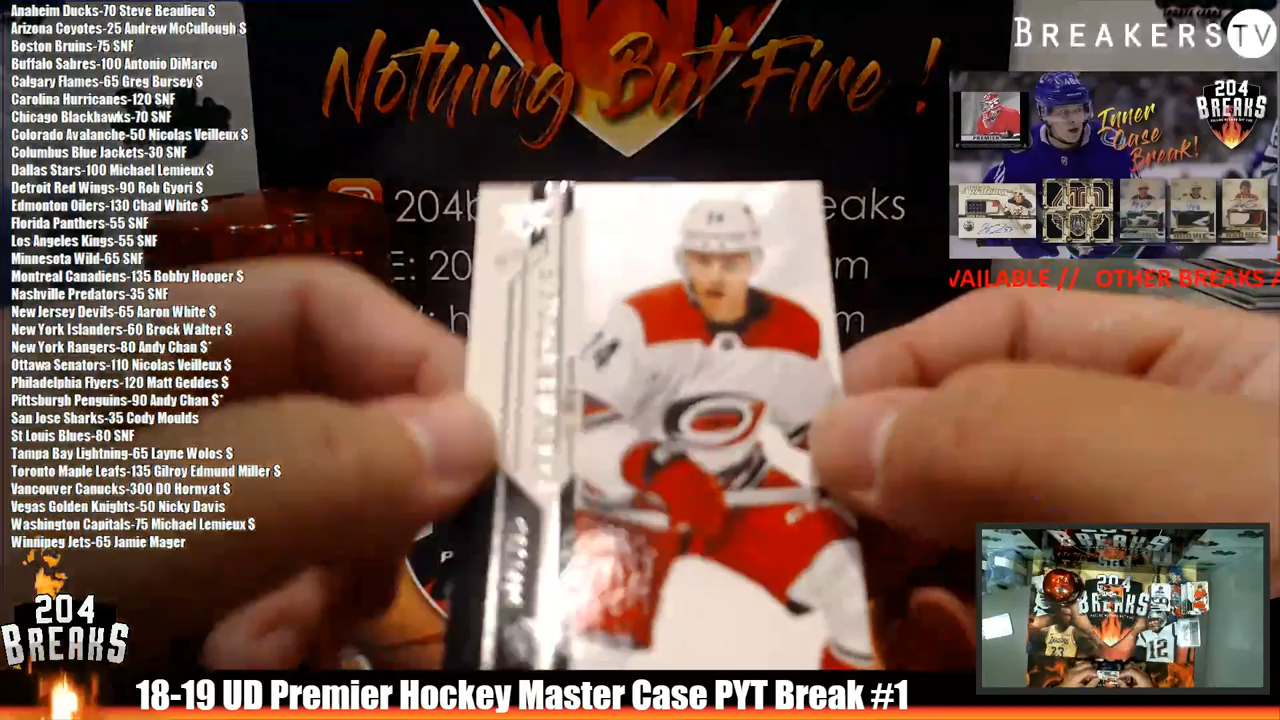 Anaheim Ducks-70 Steve Beaulieu $
Arizona Coyotes-25 Andrew McCullough $
Boston Bruins-75 SNF
Buffalo Sabres-100 Antonio DiMarco
Calgary Flames-65 Greg Bursey $
Carolina Hurricanes-120 SNF
Chicago Blackhawks-70 SNF
Colorado Avalanche-50 Nicolas Veilleux $
Columbus Blue Jackets-30 SNF
Dallas Stars-100 Michael Lemieux $
Detroit Red Wings-90 Rob Gyori $
Edmonton Oilers-130 Chad White $
Florida Panthers-55 SNF
Los Angeles Kings-55 SNF
Minnesota Wild-65 SNF
Montreal Canadiens-135 Bobby Hooper $
Nashville Predators-35 SNF
New Jersey Devils-65 Aaron White $
New York Islanders-60 Brock Walter $
New York Rangers-80 Andy Chan $*
Ottawa Senators-110 Nicolas Veilleux $
Philadelphia Flyers-120 Matt Geddes $
Pittsburgh Penguins-90 Andy Chan $*
San Jose Sharks-35 Cody Moulds
St Louis Blues-80 SNF
Tampa Bay Lightning-65 Layne Wolos $
Toronto Maple Leafs-135 Gilroy Edmund Miller $
Vancouver Canucks-300 DO Hornvat $
Vegas Golden Knights-50 Nicky Davis
Washington Capitals-75 Michael Lemieux $
Winnipeg Jets-65 Jamie Mager
Nothing But Fire !
204b
eaks
E: 20
m
: h
m
BREAKERS TV
204
BREAKS
Inner
Case
Break!
VAILABLE // OTHER BREAKS A
204
BREAKS
204
BREAKS
12
23
18-19 UD Premier Hockey Master Case PYT Break #1